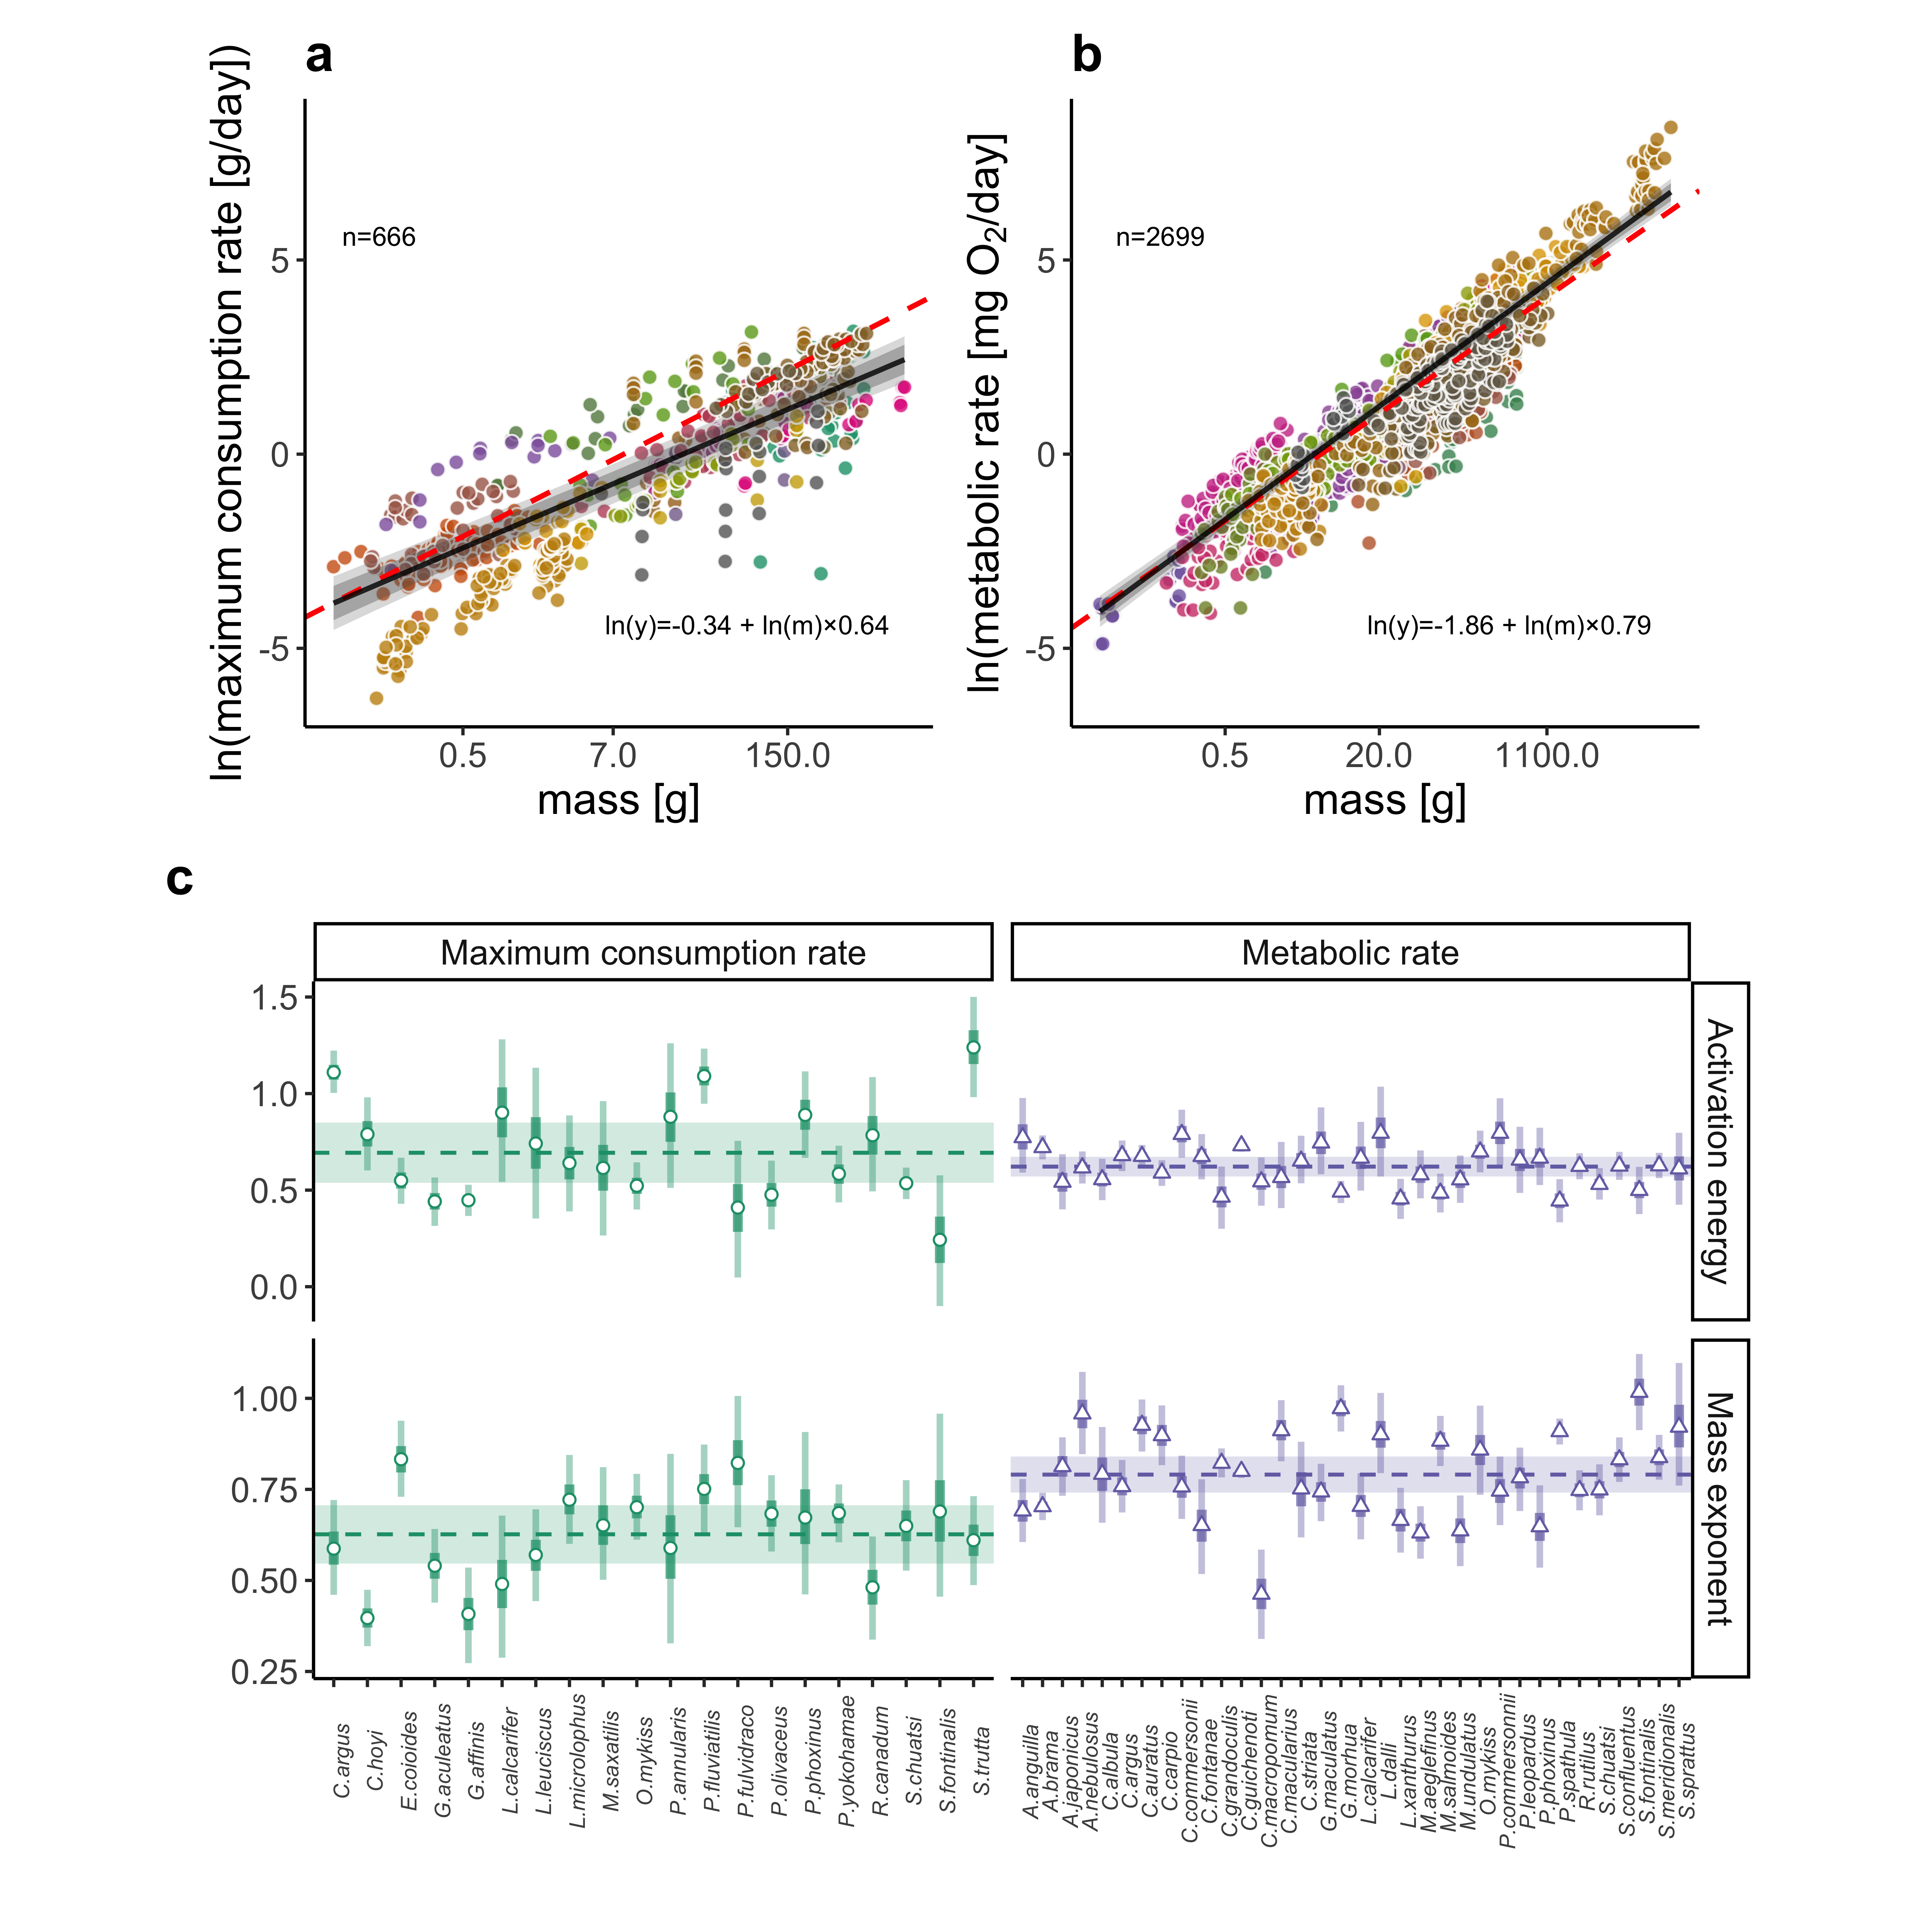 a
ln(maximum consumption rate [g/day])
n=666
5
0
-5
ln(y)=-0.34 + ln(m)×0.64
0.5 7.0 150.0
mass [g]
b
ln(metabolic rate [mg O₂/day]
n=2699
5
0
-5
ln(y)=-1.86 + ln(m)×0.79
0.5 20.0 1100.0
mass [g]
c
Maximum consumption rate
Metabolic rate
1.5
1.0
0.5
0.0
Activation energy
1.00
0.75
0.50
0.25
Mass exponent
C.argus
C.hoyi
E.coioides
G.aculeatus
G.affinis
L.calcarifer
L.leuciscus
L.microlophus
M.saxatilis
O.mykiss
P.annularis
P.fluviatilis
P.fulvidraco
P.olivaceus
P.phoxinus
P.yokohamae
R.canadum
S.chuatsi
S.fontinalis
S.trutta
A.anguilla
A.brama
A.japonicus
A.nebulosus
C.albula
C.argus
C.auratus
C.carpio
C.commersonii
C.fontanae
C.grandoculis
C.guichenoti
C.macropomum
C.macularius
C.striata
G.maculatus
G.morhua
L.calcarifer
L.dalli
L.xanthurus
M.aeglefinus
M.salmoides
M.undulatus
O.mykiss
P.commersonnii
P.leopardus
P.phoxinus
P.spathula
R.rutilus
S.chuatsi
S.confluentus
S.fontinalis
S.meridionalis
S.sprattus